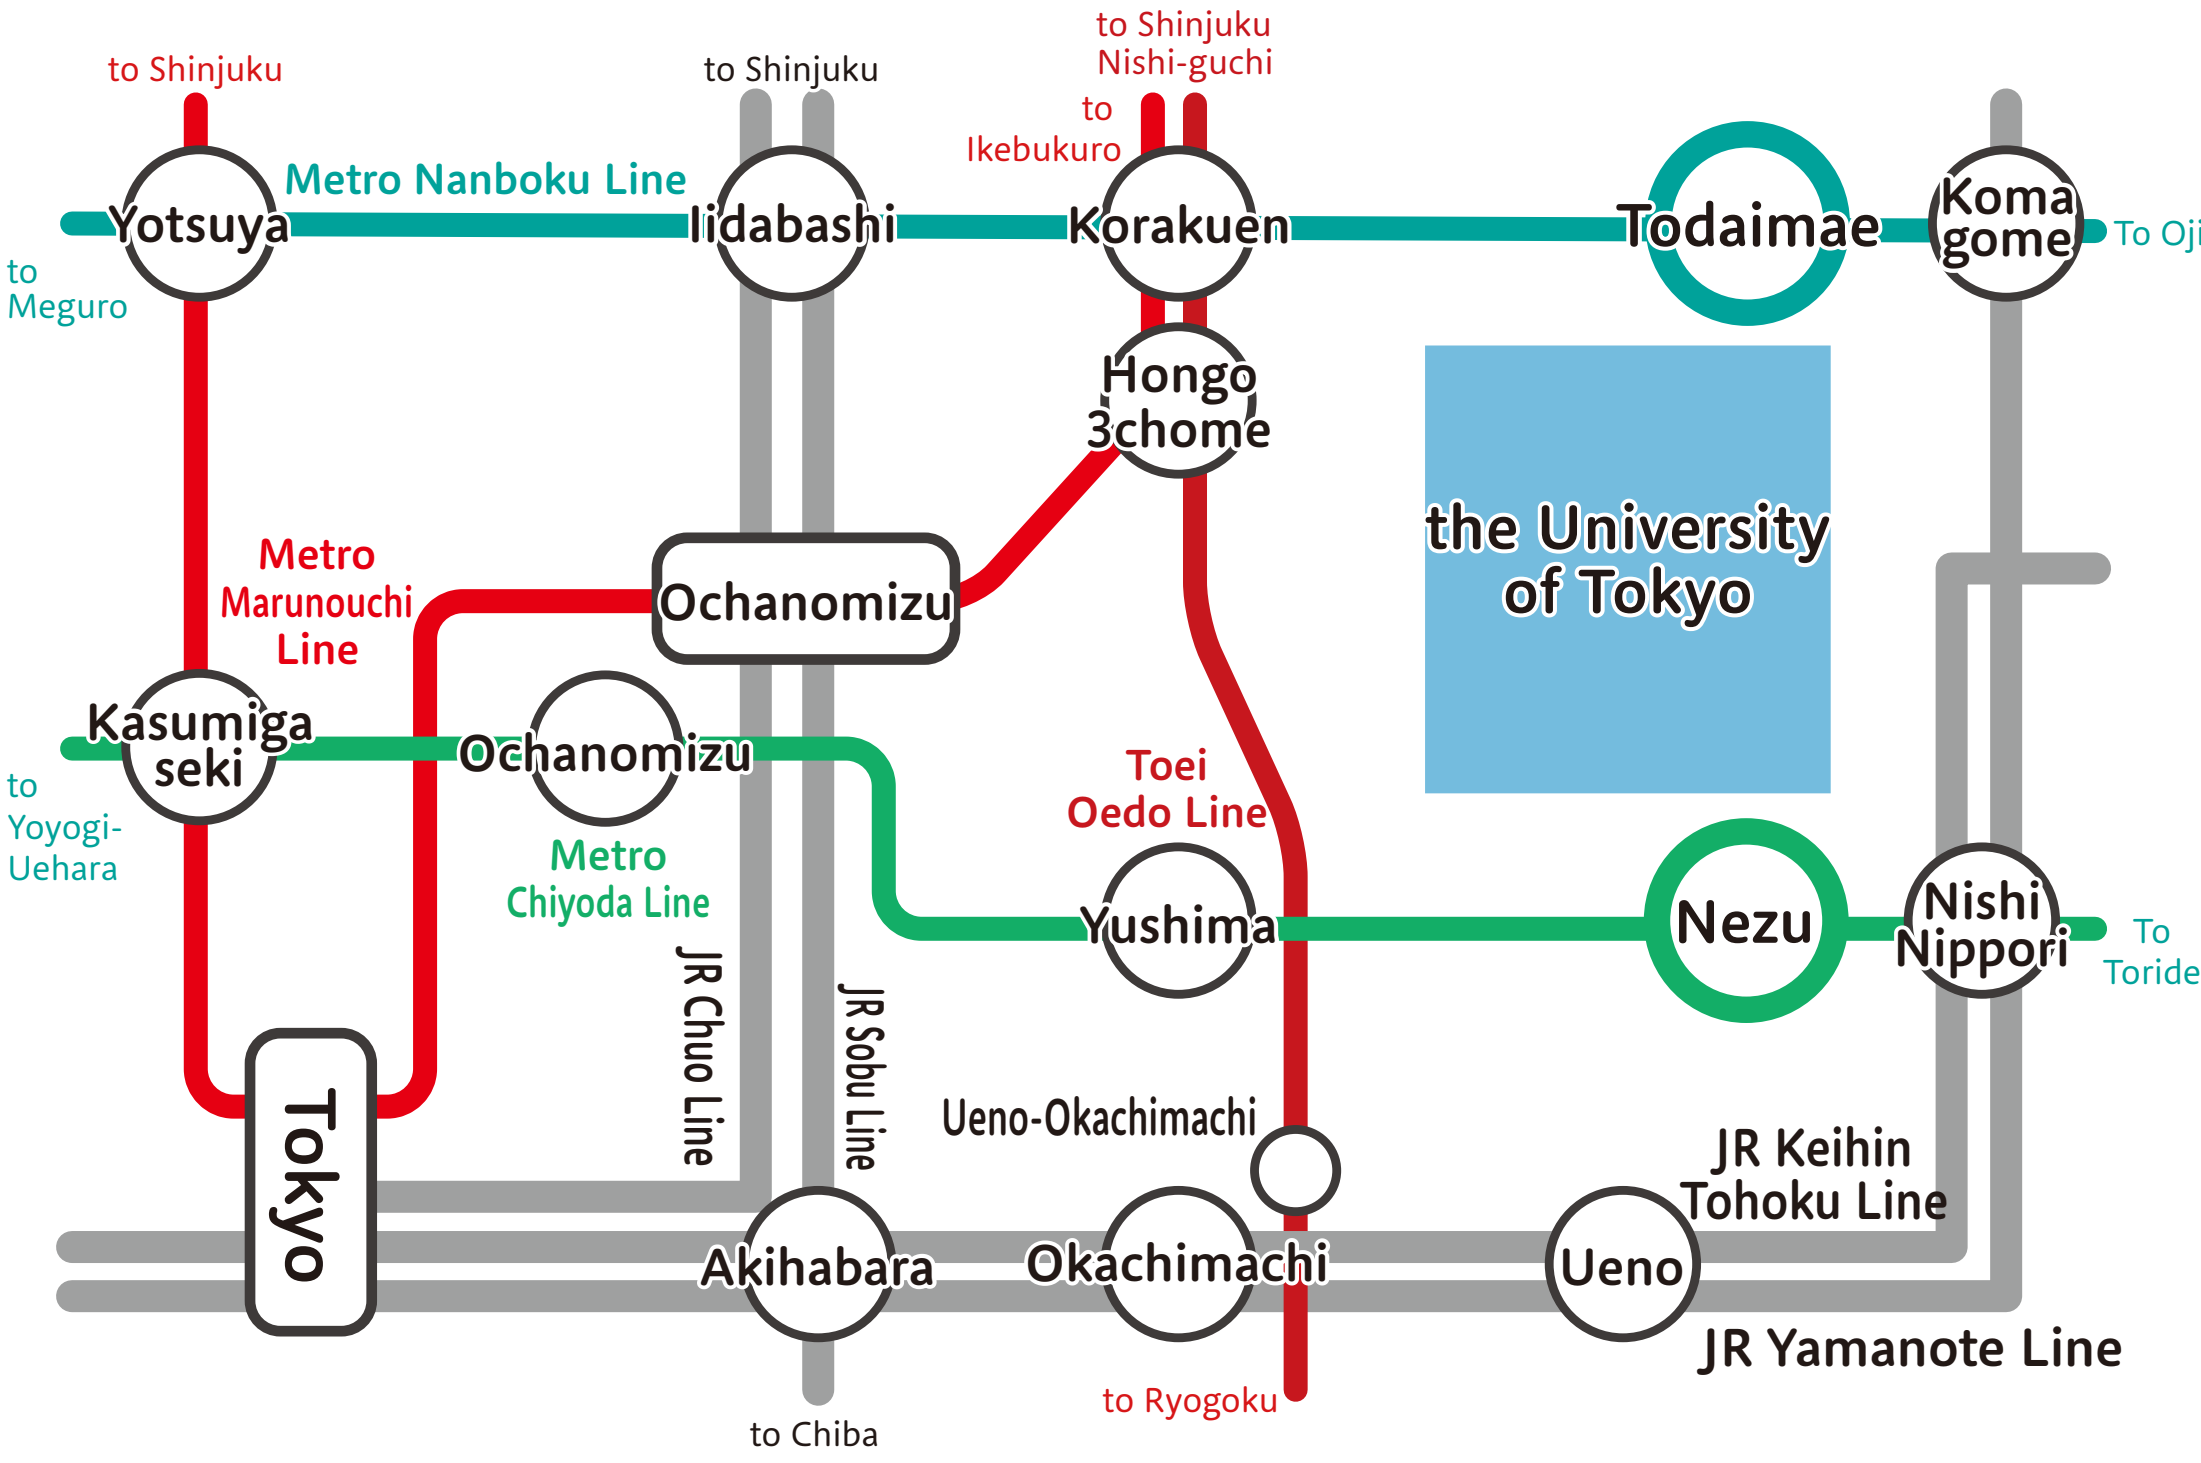 to Shinjuku
to Shinjuku
to Shinjuku
Nishi-guchi
to
Ikebukuro
Metro Nanboku Line
Yotsuya
Iidabashi
Korakuen
Todaimae
Koma
gome
To Oji
to
Meguro
Hongo
3chome
the University
of Tokyo
Metro
Marunouchi
Line
Ochanomizu
Kasumiga
seki
Ochanomizu
to
Yoyogi-
Uehara
Metro
Chiyoda Line
Toei
Oedo Line
Yushima
Nezu
Nishi
Nippori
To
Toride
JR Chuo Line
JR Sobu Line
Tokyo
Ueno-Okachimachi
JR Keihin
Tohoku Line
Akihabara
Okachimachi
Ueno
JR Yamanote Line
to Ryogoku
to Chiba